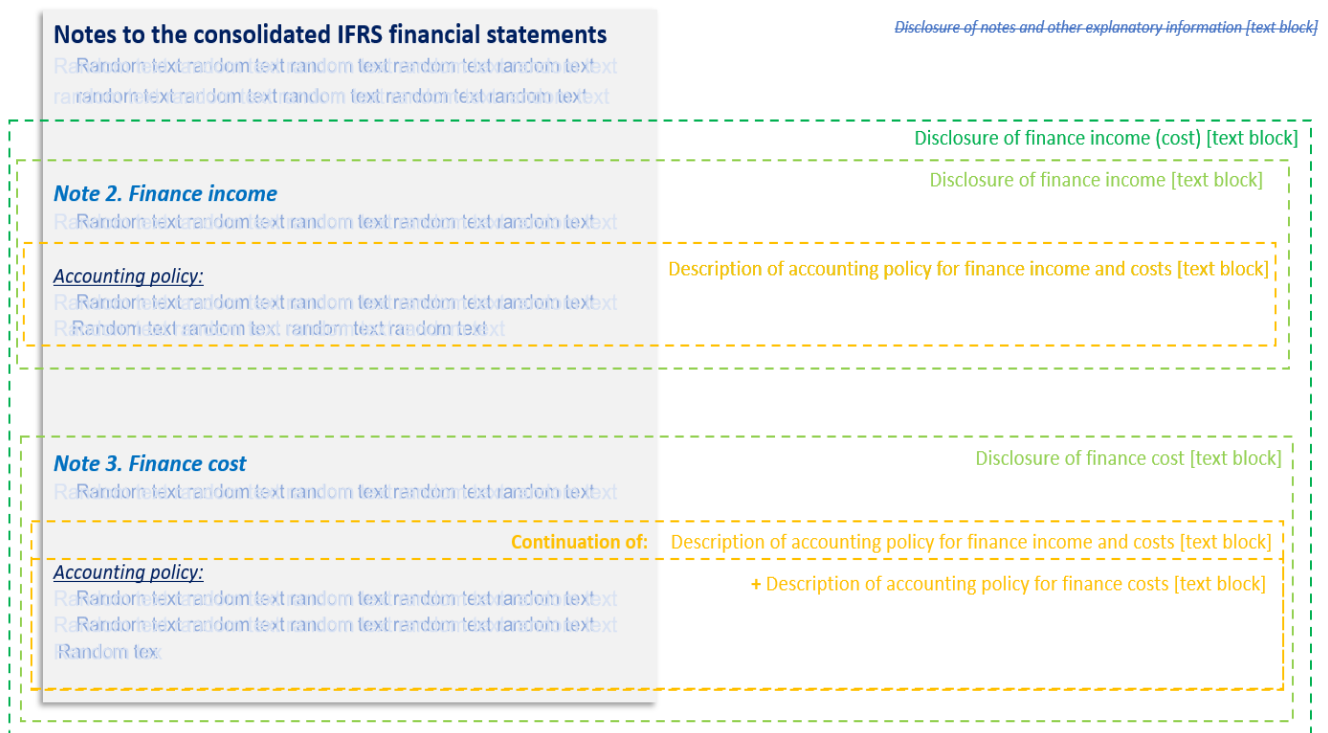 Notes to the consolidated IFRS financial statements
Disclosure of notes and other explanatory information [text block]
Random text random text random text random text random text
random text random text random text random text random text
Disclosure of finance income (cost) [text block]
Disclosure of finance income [text block]
Note 2. Finance income
Random text random text random text random text random text
Description of accounting policy for finance income and costs [text block]
Accounting policy:
Random text random text random text random text random text
Random text random text random text random text
Disclosure of finance cost [text block]
Note 3. Finance cost
Random text random text random text random text random text
Continuation of: Description of accounting policy for finance income and costs [text block]
Accounting policy:
+ Description of accounting policy for finance costs [text block]
Random text random text random text random text random text
Random text random text random text random text random text
Random tex